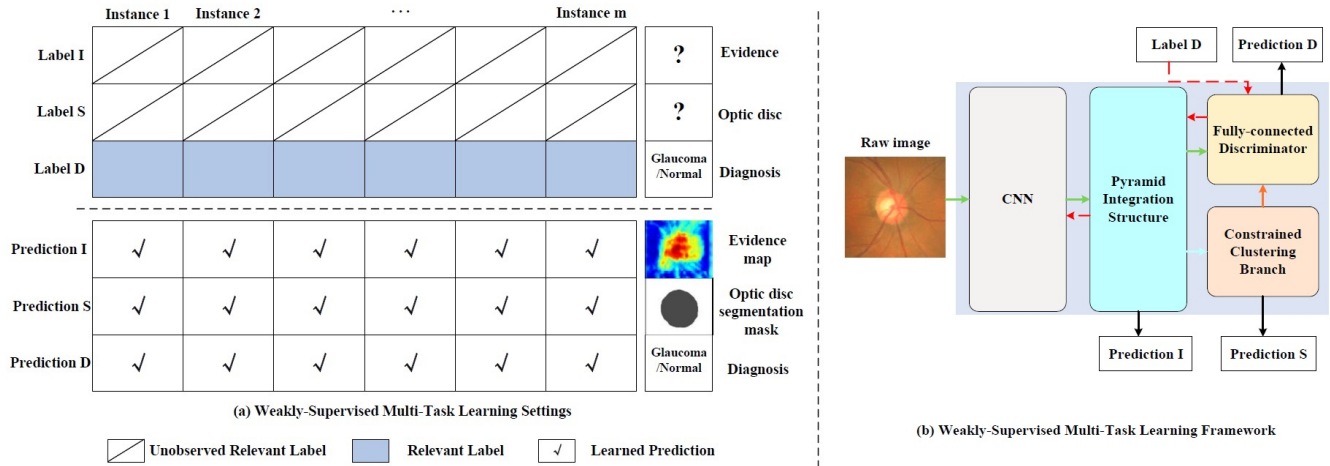 Instance 1 Instance 2 ... Instance m
Label I ? Evidence
Label S ? Optic disc
Label D Glaucoma
/Normal Diagnosis
Prediction I √ √ √ √ √ √ Evidence
map
Prediction S √ √ √ √ √ √ Optic disc
segmentation
mask
Prediction D √ √ √ √ √ √ Glaucoma
/Normal Diagnosis
(a) Weakly-Supervised Multi-Task Learning Settings
Unobserved Relevant Label Relevant Label √ Learned Prediction
Label D Prediction D
Raw image
CNN
Pyramid
Integration
Structure
Fully-connected
Discriminator
Constrained
Clustering
Branch
Prediction I Prediction S
(b) Weakly-Supervised Multi-Task Learning Framework